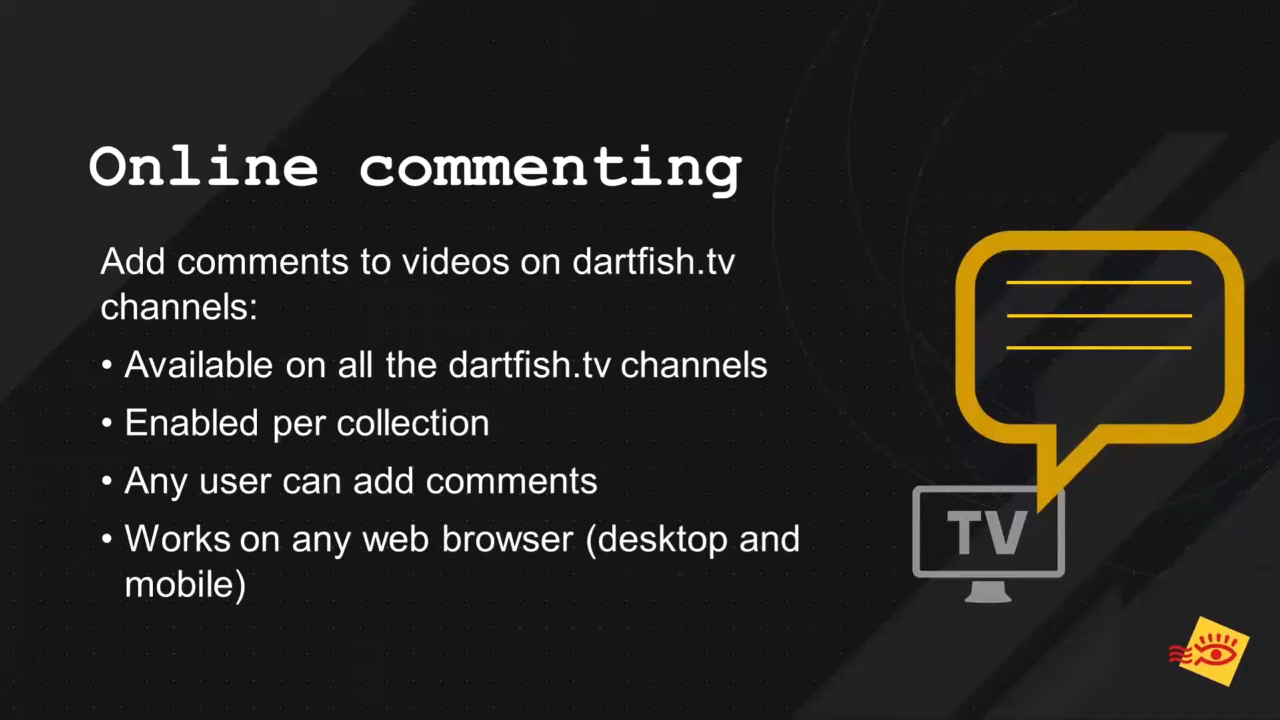 Online commenting
Add comments to videos on dartfish.tv
channels:
• Available on all the dartfish.tv channels
• Enabled per collection
• Any user can add comments
• Works on any web browser (desktop and
mobile)
TV